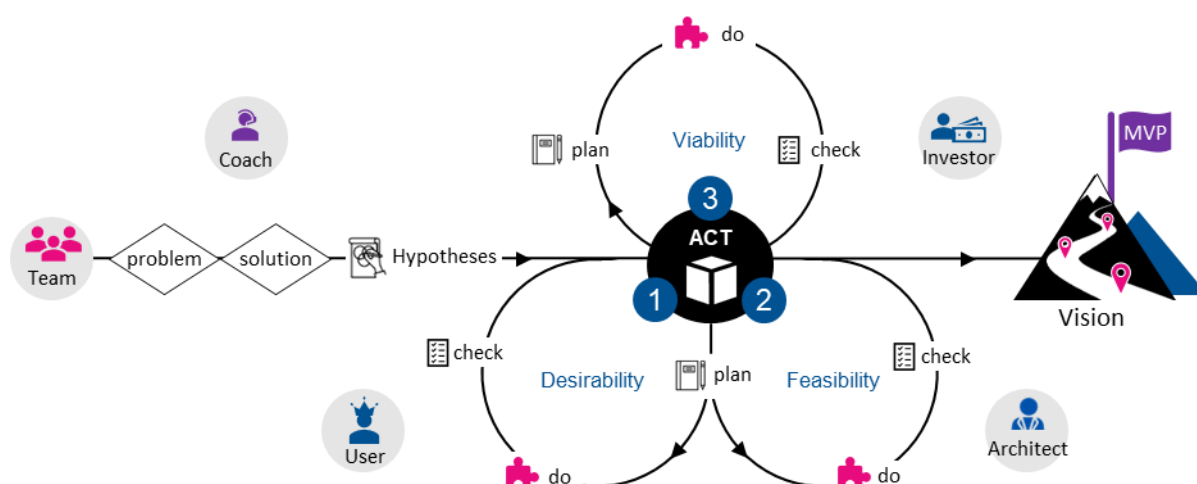 do
MVP
Coach
plan
Viability
check
Investor
3
ACT
Team
problem
solution
Hypotheses
1
2
Vision
check
Desirability
plan
Feasibility
check
User
Architect
do
do